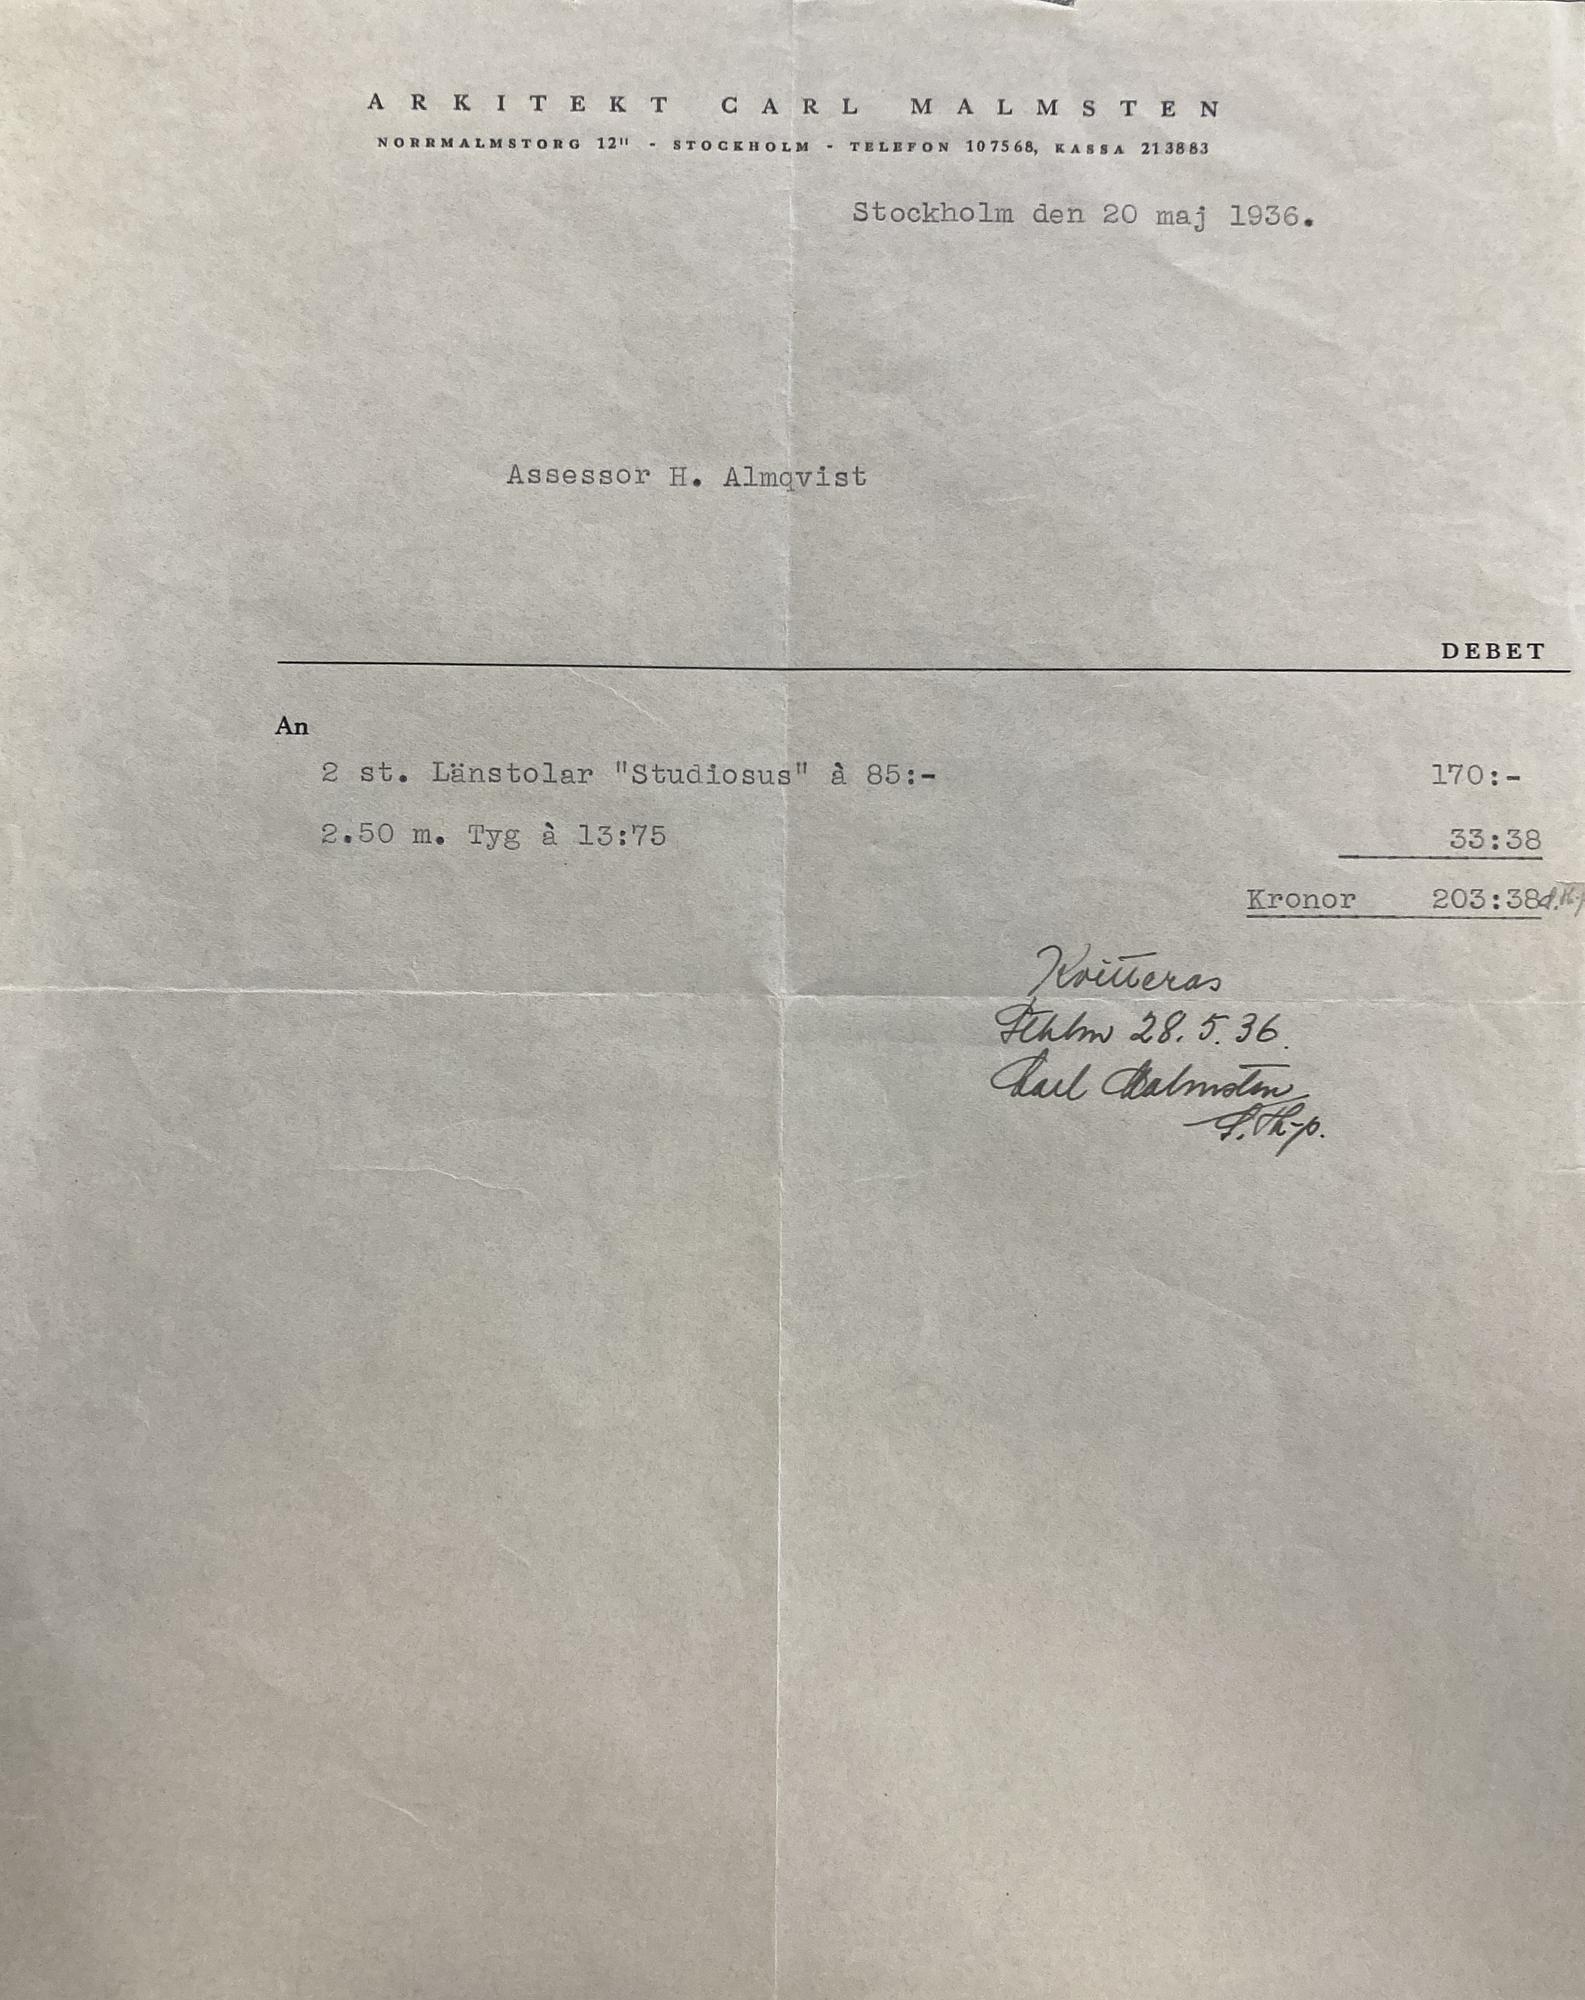 ARKITEKT CARL MALMSTEN
NORRMALMSTORG 12" - STOCKHOLM - TELEFON 107568, KASSA 213883
Stockholm den 20 maj 1936.
Assessor H. Almqvist
DEBET
An
2 st. Länstolar "Studiosus" à 85:- 170:-
2.50 m. Tyg à 13:75 33:38
Kronor 203:38
Kvitteras
Sthlm 28.5.36.
Carl Malmsten